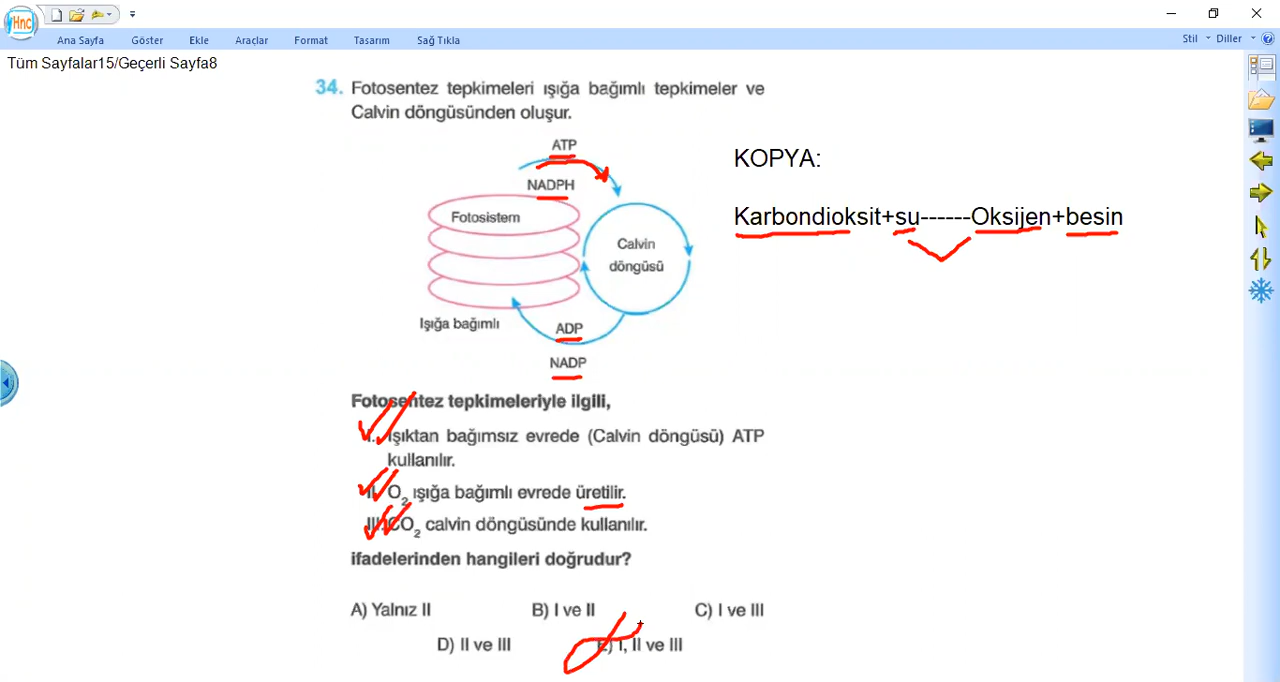 Hnc
Ana Sayfa Göster Ekle Araçlar Format Tasarım Sağ Tıkla Stil Diller
Tüm Sayfalar15/Geçerli Sayfa8
34. Fotosentez tepkimeleri ışığa bağımlı tepkimeler ve
Calvin döngüsünden oluşur.
ATP
NADPH
Fotosistem
Calvin
döngüsü
Işığa bağımlı
ADP
NADP
KOPYA:
Karbondioksit+su------Oksijen+besin
Fotosentez tepkimeleriyle ilgili,
I. Işıktan bağımsız evrede (Calvin döngüsü) ATP
kullanılır.
II. O2 ışığa bağımlı evrede üretilir.
III. CO2 calvin döngüsünde kullanılır.
ifadelerinden hangileri doğrudur?
A) Yalnız II B) I ve II C) I ve III
D) II ve III E) I, II ve III